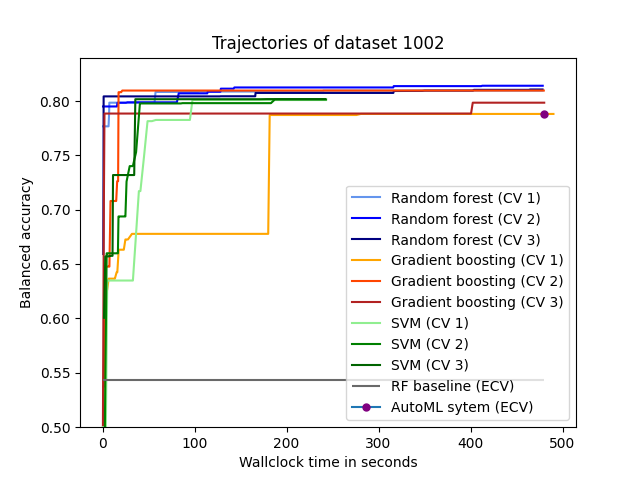 Trajectories of dataset 1002
Balanced accuracy
0.80
0.75
0.70
0.65
0.60
0.55
0.50
Random forest (CV 1)
Random forest (CV 2)
Random forest (CV 3)
Gradient boosting (CV 1)
Gradient boosting (CV 2)
Gradient boosting (CV 3)
SVM (CV 1)
SVM (CV 2)
SVM (CV 3)
RF baseline (ECV)
AutoML sytem (ECV)
0 100 200 300 400 500
Wallclock time in seconds